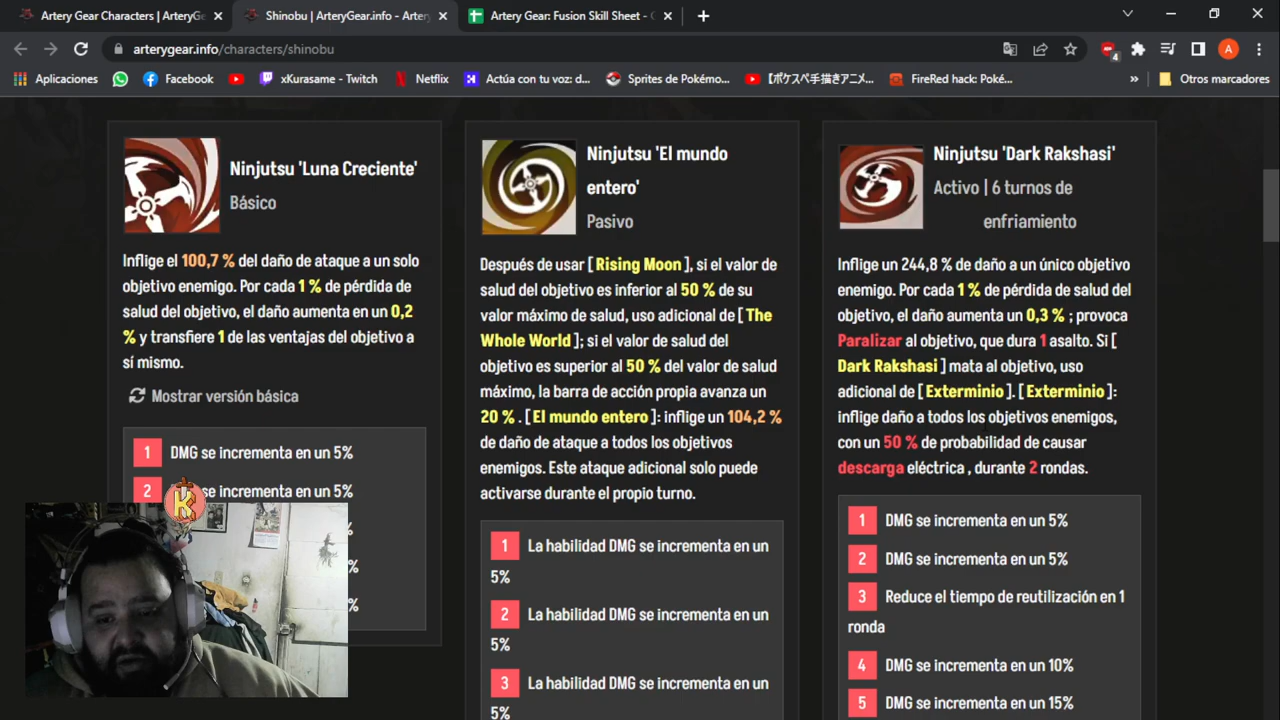 Artery Gear Characters | ArteryG
Shinobu | ArteryGear.info - Artery
Artery Gear: Fusion Skill Sheet -
arterygear.info/characters/shinobu
4
A
Aplicaciones
Facebook
xKurasame - Twitch
Netflix
Actúa con tu voz: d...
Sprites de Pokémo...
【ポケスペ手描きアニメ...
FireRed hack: Poké...
»
Otros marcadores
Ninjutsu 'Luna Creciente'
Básico
Inflige el 100,7 % del daño de ataque a un solo
objetivo enemigo. Por cada 1 % de pérdida de
salud del objetivo, el daño aumenta en un 0,2
% y transfiere 1 de las ventajas del objetivo a
sí mismo.
Mostrar versión básica
1 DMG se incrementa en un 5%
2 se incrementa en un 5%
%
%
%
K
Ninjutsu 'El mundo
entero'
Pasivo
Después de usar [ Rising Moon ], si el valor de
salud del objetivo es inferior al 50 % de su
valor máximo de salud, uso adicional de [ The
Whole World ]; si el valor de salud del
objetivo es superior al 50 % del valor de salud
máximo, la barra de acción propia avanza un
20 % . [ El mundo entero ]: inflige un 104,2 %
de daño de ataque a todos los objetivos
enemigos. Este ataque adicional solo puede
activarse durante el propio turno.
1 La habilidad DMG se incrementa en un
5%
2 La habilidad DMG se incrementa en un
5%
3 La habilidad DMG se incrementa en un
5%
Ninjutsu 'Dark Rakshasi'
Activo | 6 turnos de
enfriamiento
Inflige un 244,8 % de daño a un único objetivo
enemigo. Por cada 1 % de pérdida de salud del
objetivo, el daño aumenta un 0,3 % ; provoca
Paralizar al objetivo, que dura 1 asalto. Si [
Dark Rakshasi ] mata al objetivo, uso
adicional de [ Exterminio ]. [ Exterminio ]:
inflige daño a todos los objetivos enemigos,
con un 50 % de probabilidad de causar
descarga eléctrica , durante 2 rondas.
1 DMG se incrementa en un 5%
2 DMG se incrementa en un 5%
3 Reduce el tiempo de reutilización en 1
ronda
4 DMG se incrementa en un 10%
5 DMG se incrementa en un 15%